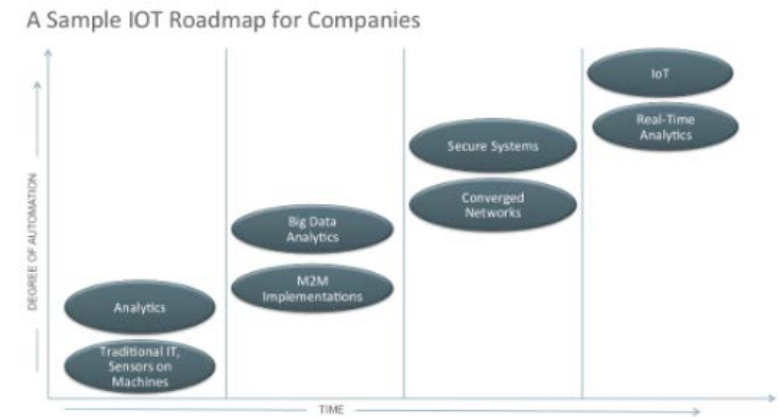 A Sample IOT Roadmap for Companies
IoT
Real-Time
Analytics
Secure Systems
Converged
Networks
Big Data
Analytics
M2M
Implementations
Analytics
Traditional IT,
Sensors on
Machines
DEGREE OF AUTOMATION
TIME